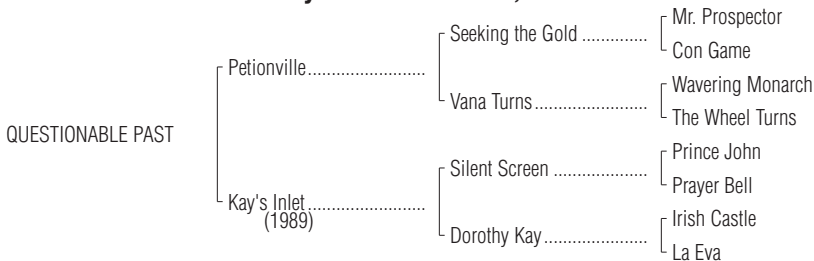 Mr. Prospector
Seeking the Gold ..............
Con Game
Petionville.........................
Wavering Monarch
Vana Turns........................
The Wheel Turns
QUESTIONABLE PAST
Prince John
Silent Screen ....................
Prayer Bell
Kay's Inlet.........................
(1989)
Irish Castle
Dorothy Kay......................
La Eva